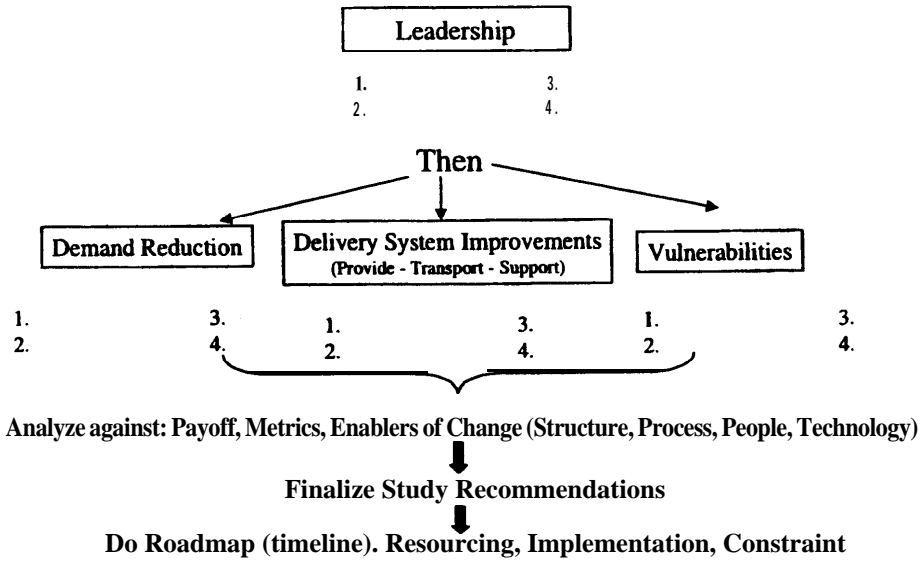 Leadership
1. 3.
2. 4.
Then
Demand Reduction
Delivery System Improvements
(Provide - Transport - Support)
Vulnerabilities
1. 3. 1. 3. 1. 3.
2. 4. 2. 4. 2. 4.
Analyze against: Payoff, Metrics, Enablers of Change (Structure, Process, People, Technology)
Finalize Study Recommendations
Do Roadmap (timeline). Resourcing, Implementation, Constraint